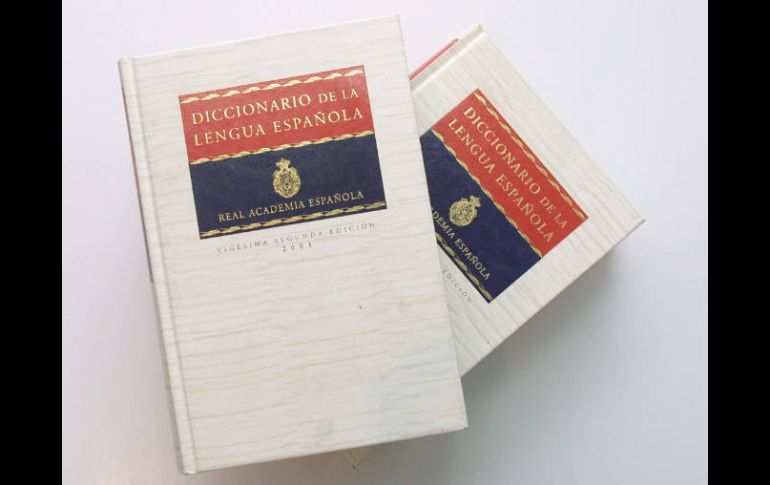 DICCIONARIO DE LA
LENGUA ESPAÑOLA
REAL ACADEMIA ESPAÑOLA
VIGÉSIMA SEGUNDA EDICIÓN
2001
DICCIONARIO DE LA
LENGUA ESPAÑOLA
ADEMIA ESPAÑOLA
EDICIÓN